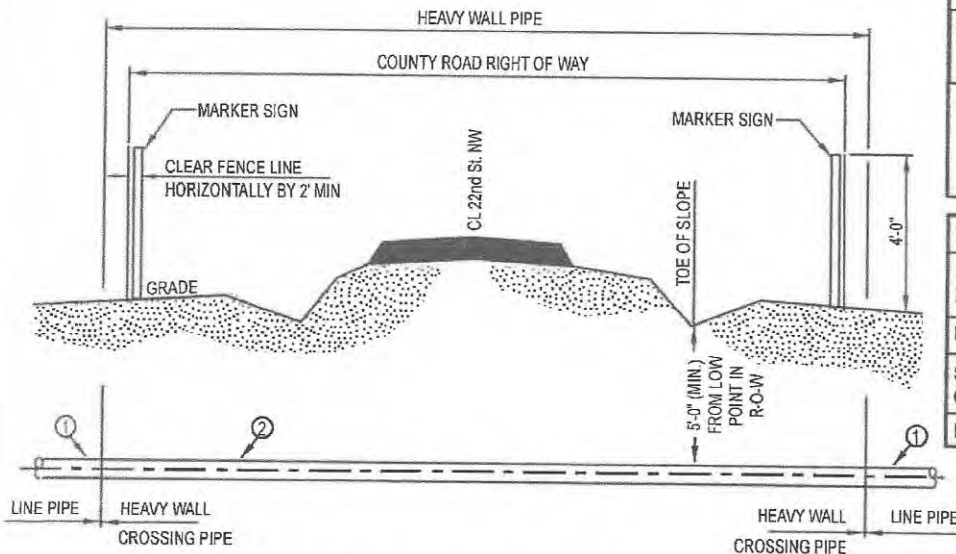 HEAVY WALL PIPE
COUNTY ROAD RIGHT OF WAY
MARKER SIGN
MARKER SIGN
CLEAR FENCE LINE
HORIZONTALLY BY 2' MIN
CL 22nd St. NW
TOE OF SLOPE
4'-0"
GRADE
5'-0" (MIN.)
FROM LOW
POINT IN
R-O-W
1
2
1
LINE PIPE
HEAVY WALL
CROSSING PIPE
HEAVY WALL
CROSSING PIPE
LINE PIPE